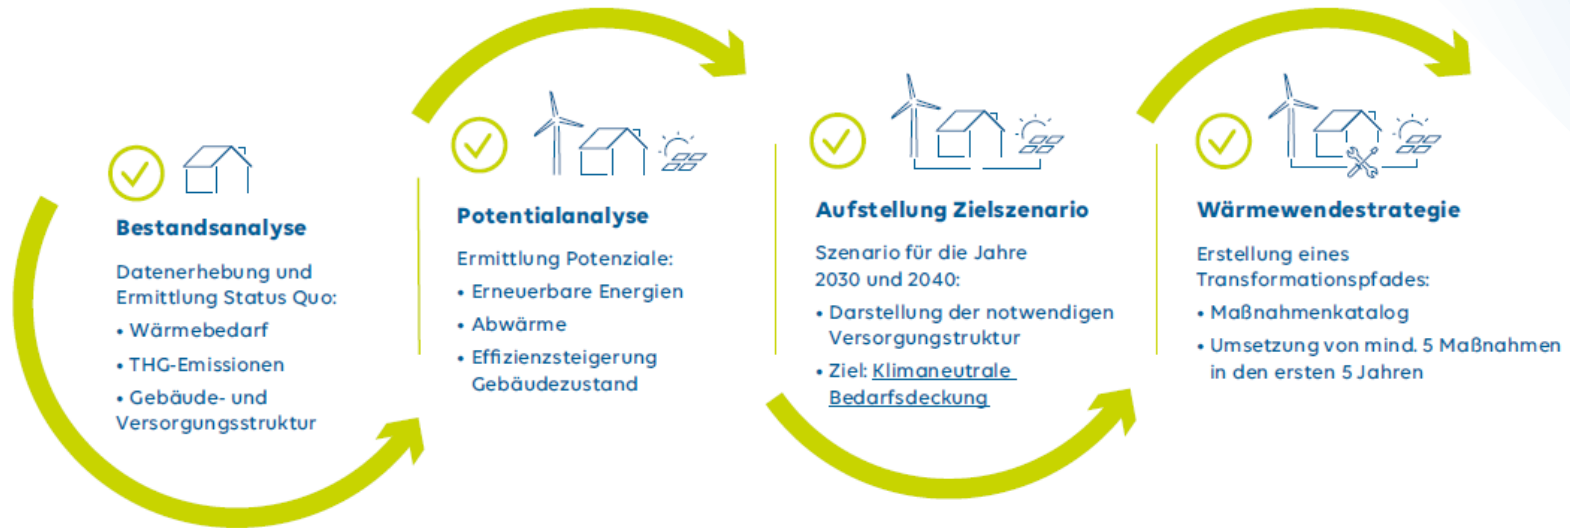 Bestandsanalyse
Datenerhebung und
Ermittlung Status Quo:
• Wärmebedarf
• THG-Emissionen
• Gebäude- und
Versorgungsstruktur
Potentialanalyse
Ermittlung Potenziale:
• Erneuerbare Energien
• Abwärme
• Effizienzsteigerung
Gebäudezustand
Aufstellung Zielszenario
Szenario für die Jahre
2030 und 2040:
• Darstellung der notwendigen
Versorgungstruktur
• Ziel: Klimaneutrale
Bedarfsdeckung
Wärmewendestrategie
Erstellung eines
Transformationspfades:
• Maßnahmenkatalog
• Umsetzung von mind. 5 Maßnahmen
in den ersten 5 Jahren